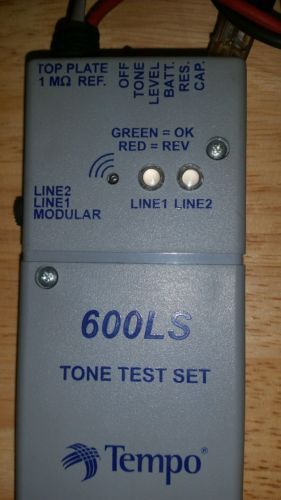 TOP PLATE
1 MΩ REF.
OFF
TONE
LEVEL
BATT.
RES.
CAP.
GREEN = OK
RED = REV
LINE2
LINE1
MODULAR
LINE1 LINE2
600LS
TONE TEST SET
Tempo®